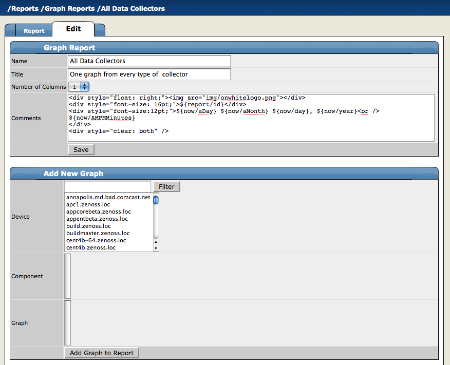 /Reports /Graph Reports /All Data Collectors
Report
Edit
Graph Report
Name
All Data Collectors
Title
One graph from every type of collector
Number of Columns
1
Comments
<div style="float: right;"><img src="img/onwhitelogo.png"></div>
<div style="font-size: 16pt;">${report/id}</div>
<div style="font-size:12pt;">${now/aDay} ${now/aMonth} ${now/day}, ${now/year}<br />
${now/AMPMMinutes}
</div>
<div style="clear: both" />
Save
Add New Graph
Device
Filter
annapolis.md.bad.comcast.net
apc1.zenoss.loc
appcorebeta.zenoss.loc
appentbeta.zenoss.loc
build.zenoss.loc
buildmaster.zenoss.loc
cent4b-64.zenoss.loc
cent4b.zenoss.loc
Component
Graph
Add Graph to Report